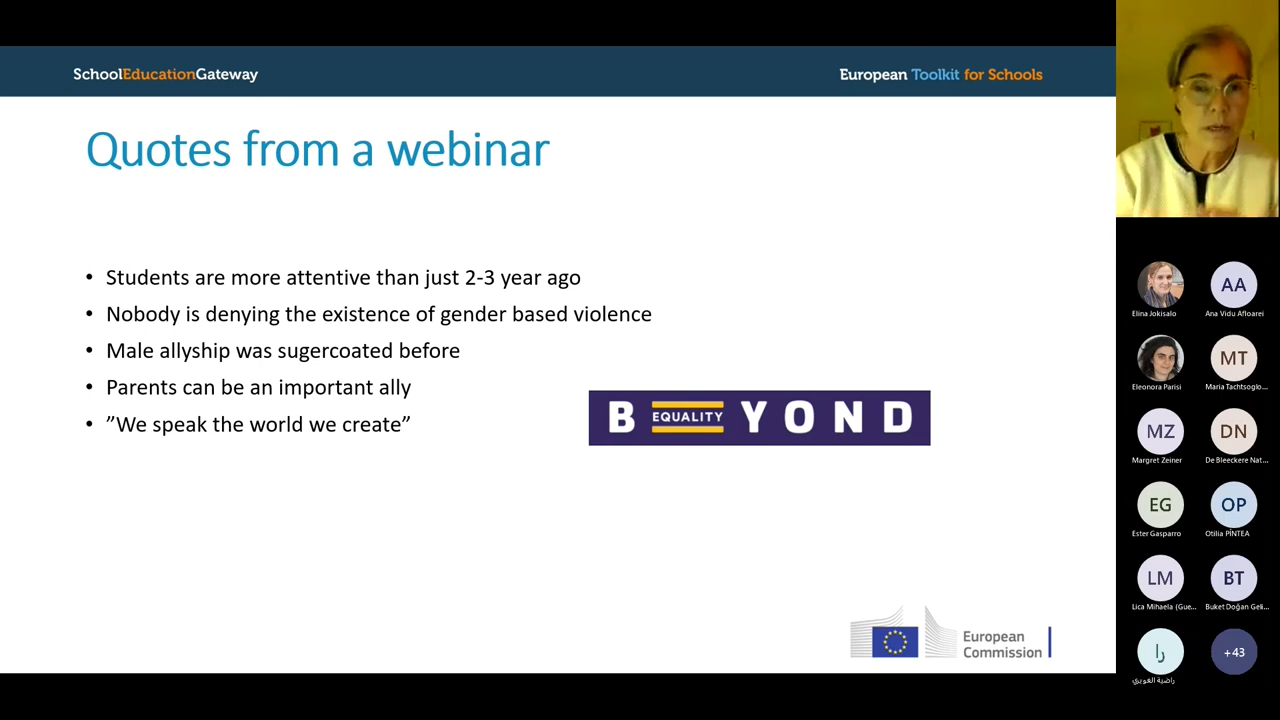 SchoolEducationGateway
European Toolkit for Schools
Quotes from a webinar
• Students are more attentive than just 2-3 year ago
• Nobody is denying the existence of gender based violence
• Male allyship was sugercoated before
• Parents can be an important ally
• ”We speak the world we create”
B EQUALITY YOND
European
Commission
AA
Elina Jokisalo
Ana Vidu Afloarei
MT
Eleonora Parisi
Maria Tachtsoglo...
MZ
DN
Margret Zeiner
De Bleeckere Nat...
EG
OP
Ester Gasparro
Otilia PÎNTEA
LM
BT
Lica Mihaela (Gue...
Buket Doğan Geli...
را
+43
راضية العويري